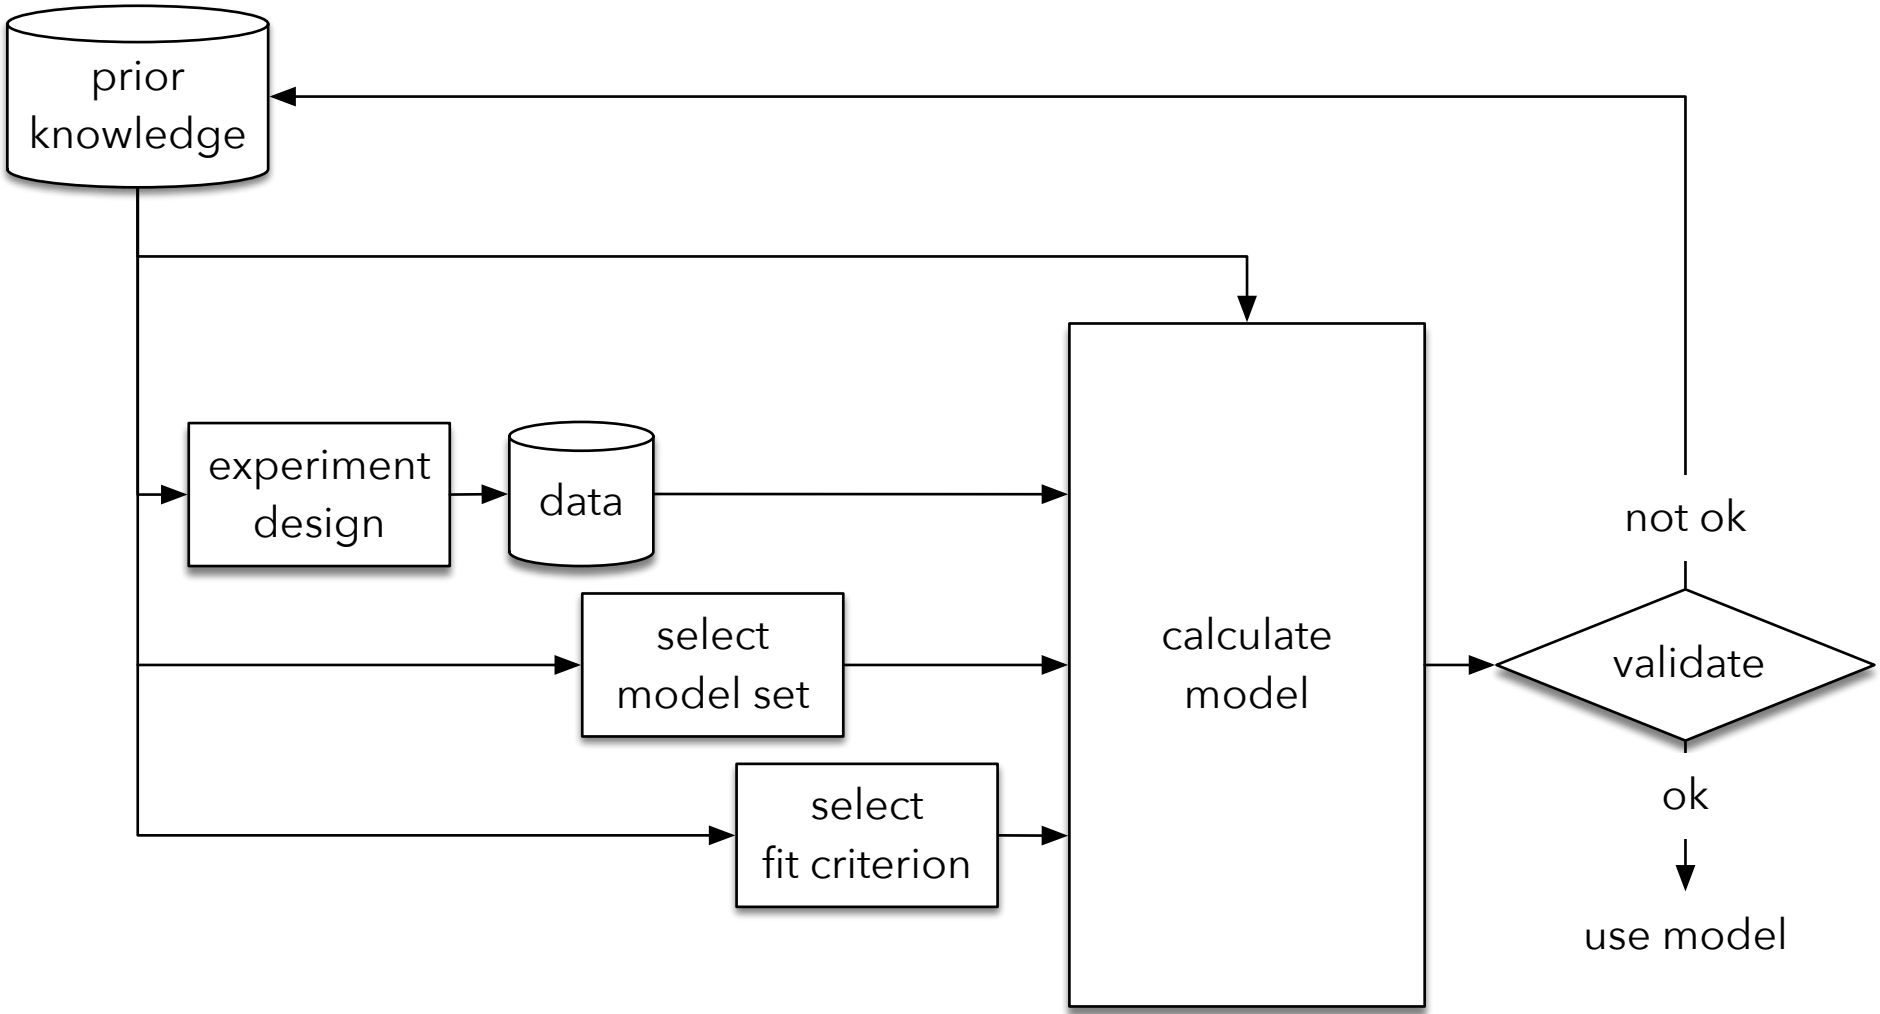 prior
knowledge
experiment
design
data
select
model set
select
fit criterion
calculate
model
not ok
validate
ok
use model